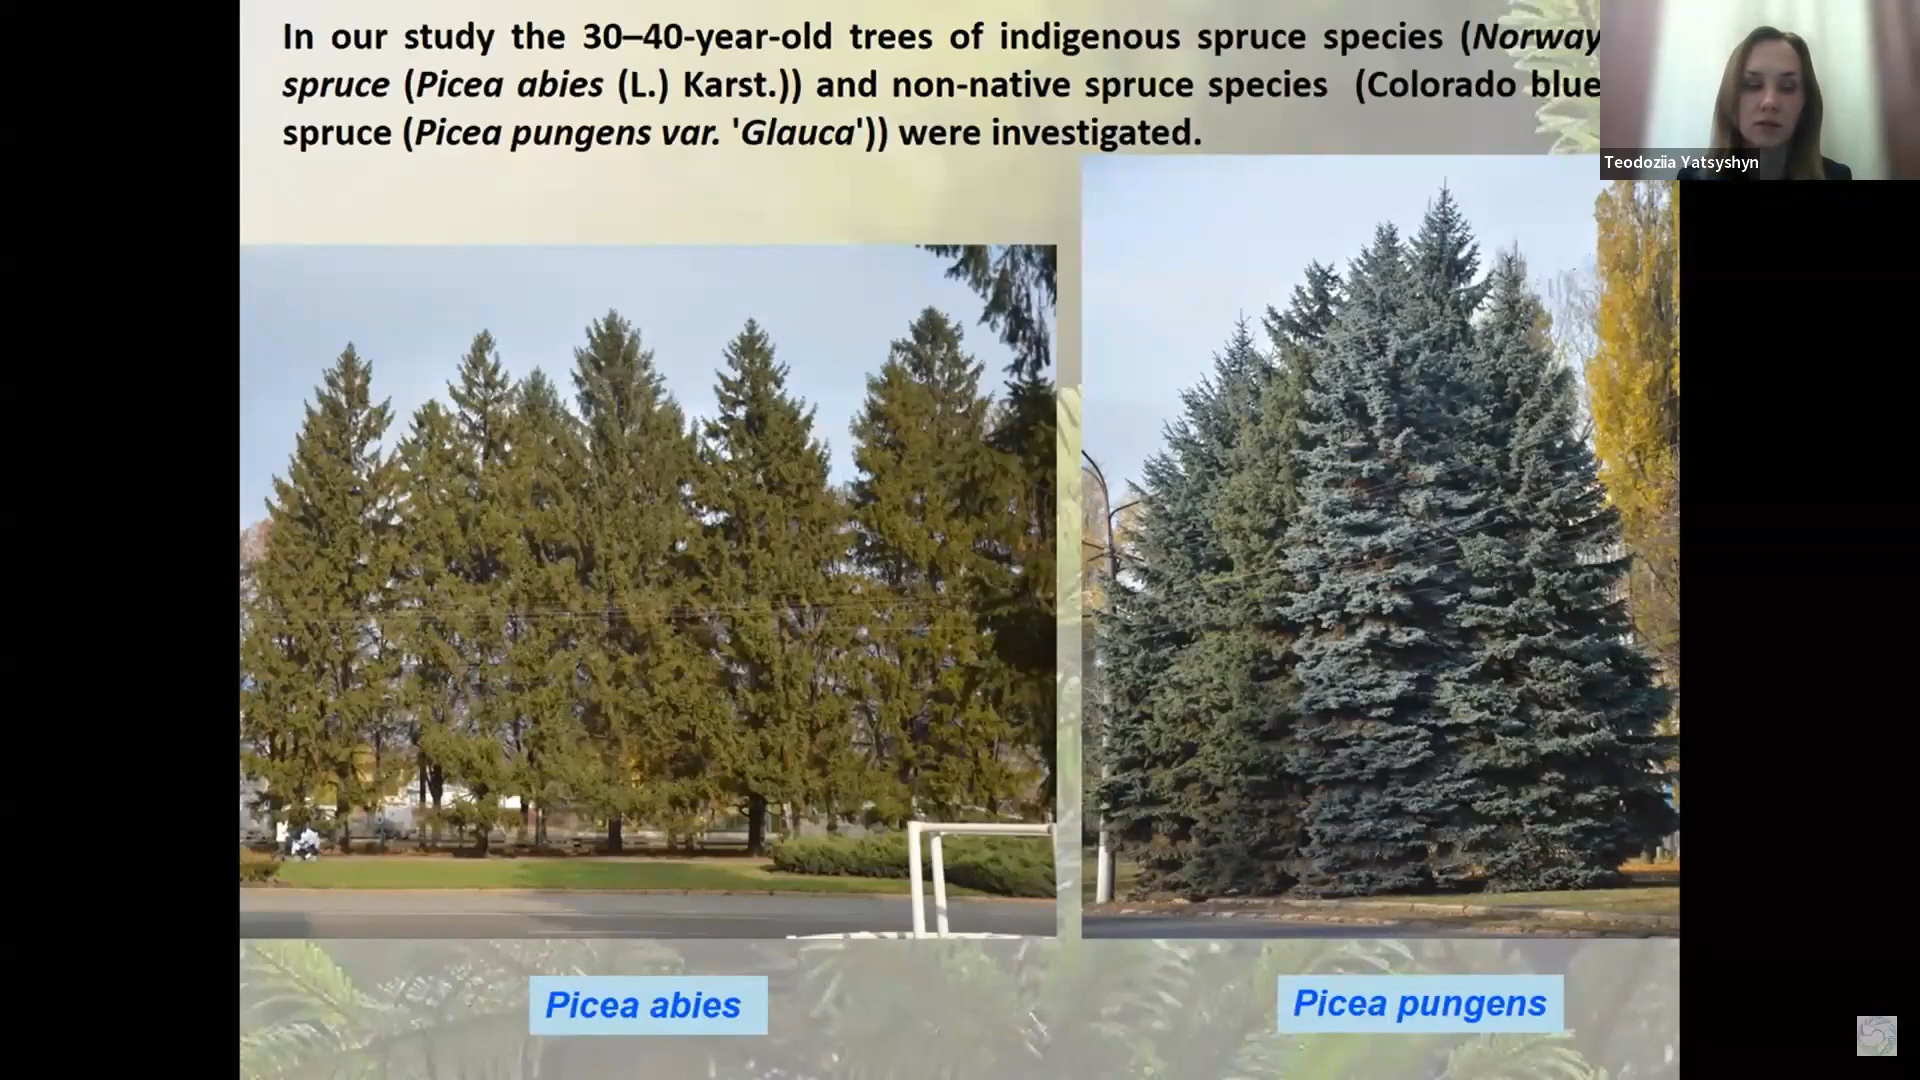 In our study the 30–40-year-old trees of indigenous spruce species (Norway
spruce (Picea abies (L.) Karst.)) and non-native spruce species (Colorado blue
spruce (Picea pungens var. 'Glauca')) were investigated.
Teodoziia Yatsyshyn
Picea abies
Picea pungens